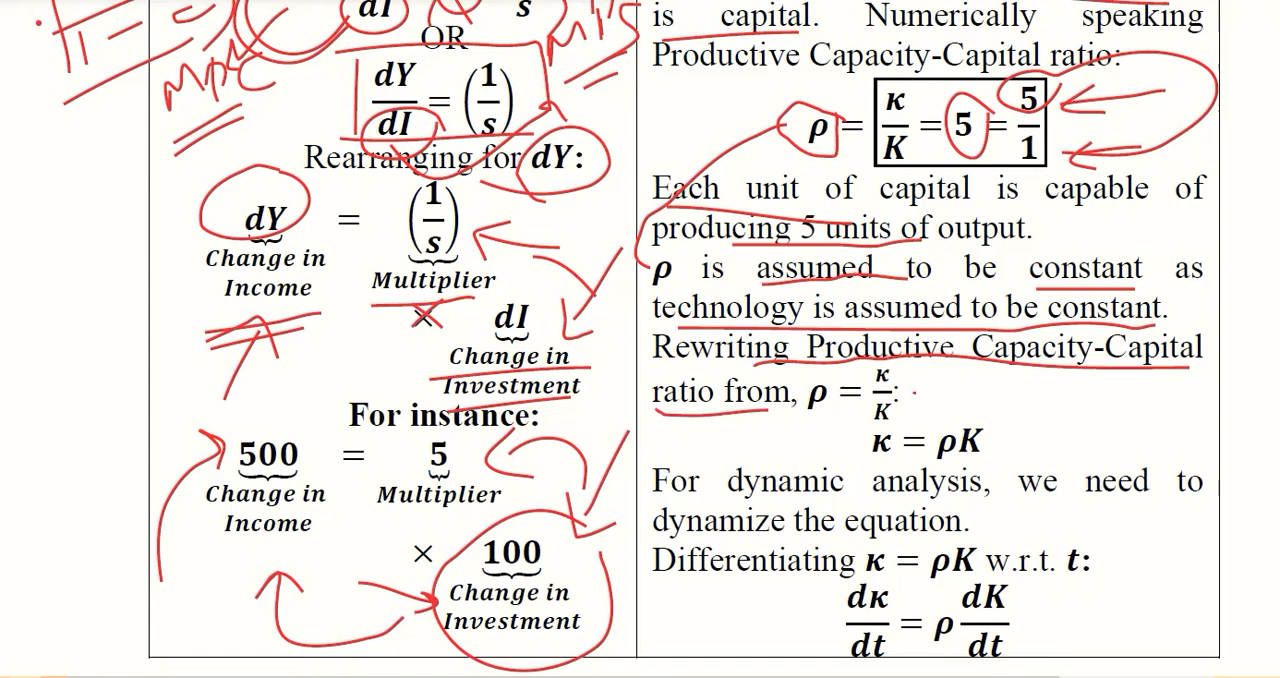 dI s
OR
dY/dI = (1/s)
Rearranging for dY:
dY = (1/s)
Change in Income Multiplier
× dI
Change in Investment
For instance:
500 = 5
Change in Income Multiplier
× 100
Change in Investment
MPC
MPS
is capital. Numerically speaking
Productive Capacity-Capital ratio:
ρ = κ/K = 5 = 5/1
Each unit of capital is capable of
producing 5 units of output.
ρ is assumed to be constant as
technology is assumed to be constant.
Rewriting Productive Capacity-Capital
ratio from, ρ = κ/K:
κ = ρK
For dynamic analysis, we need to
dynamize the equation.
Differentiating κ = ρK w.r.t. t:
dκ/dt = ρ dK/dt